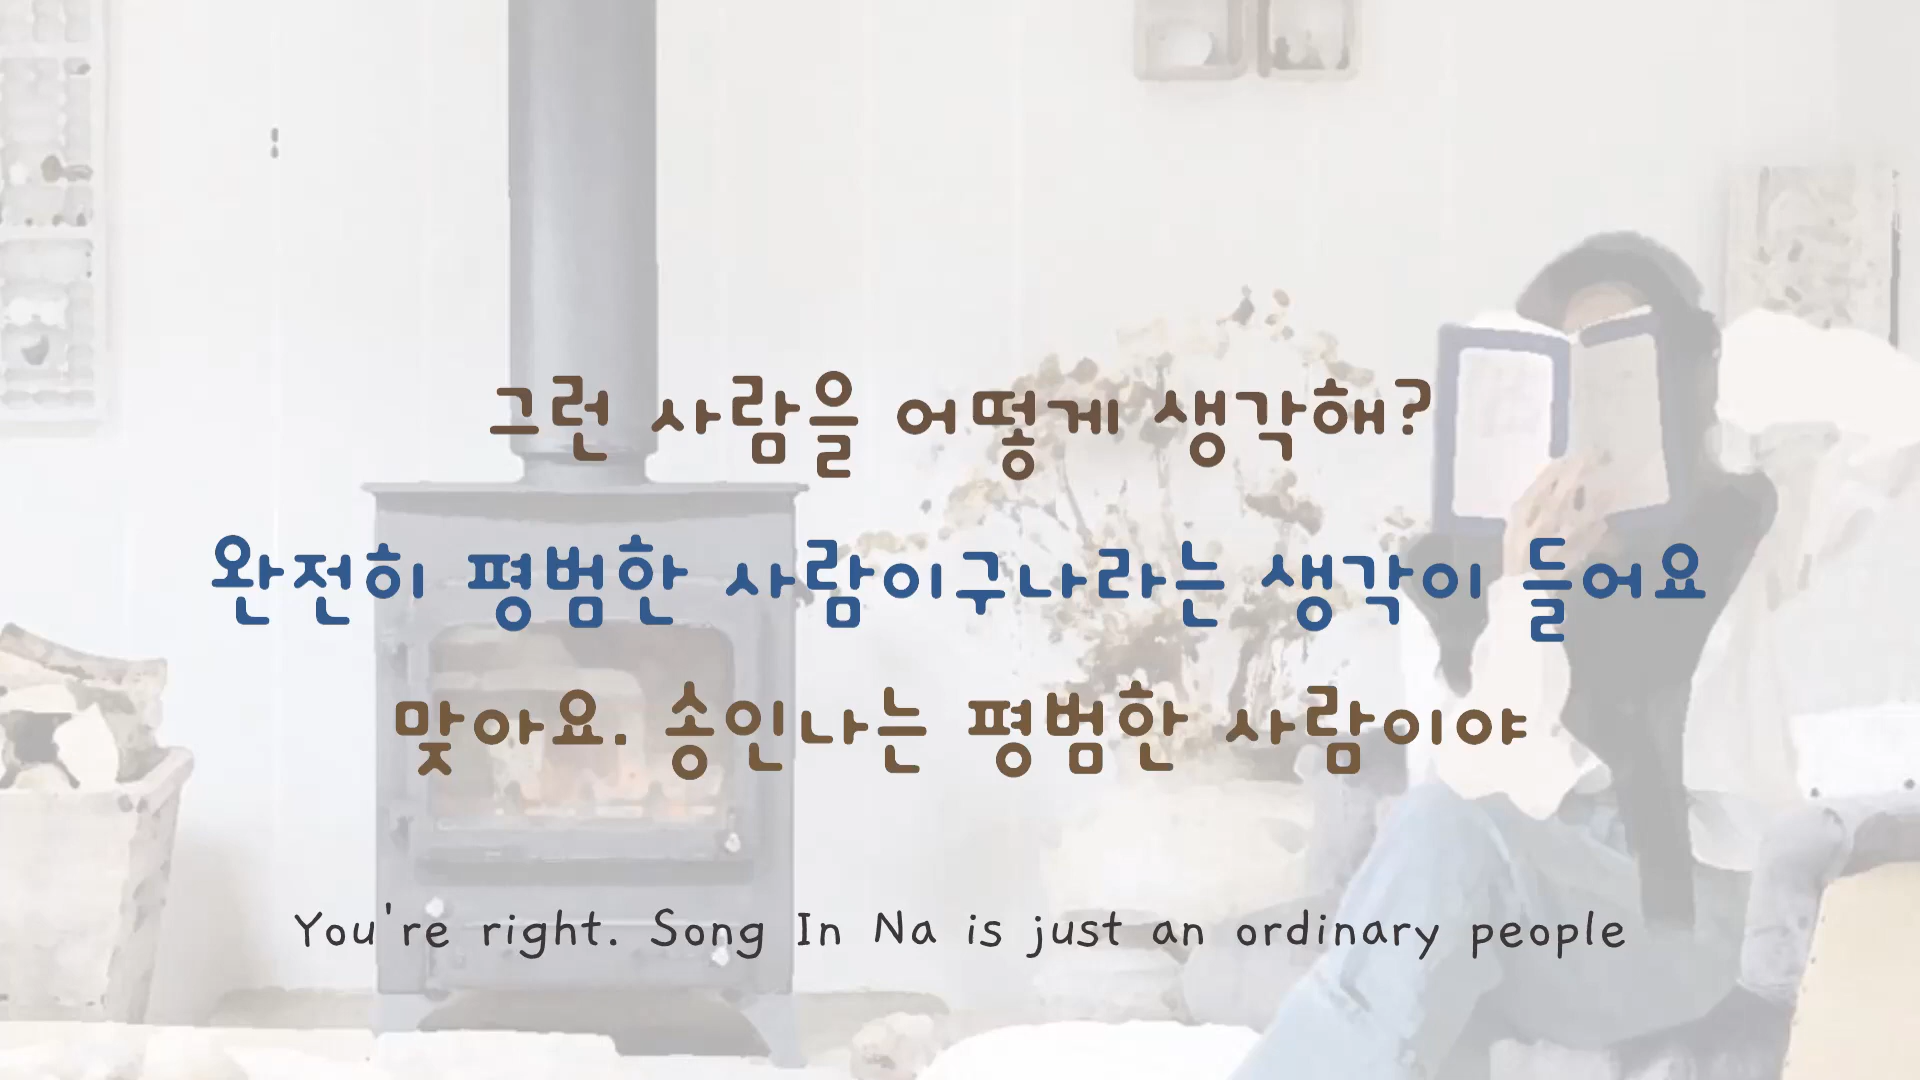 그런 사람을 어떻게 생각해?
완전히 평범한 사람이구나라는 생각이 들어요
맞아요. 송인나는 평범한 사람이야
You're right. Song In Na is just an ordinary people